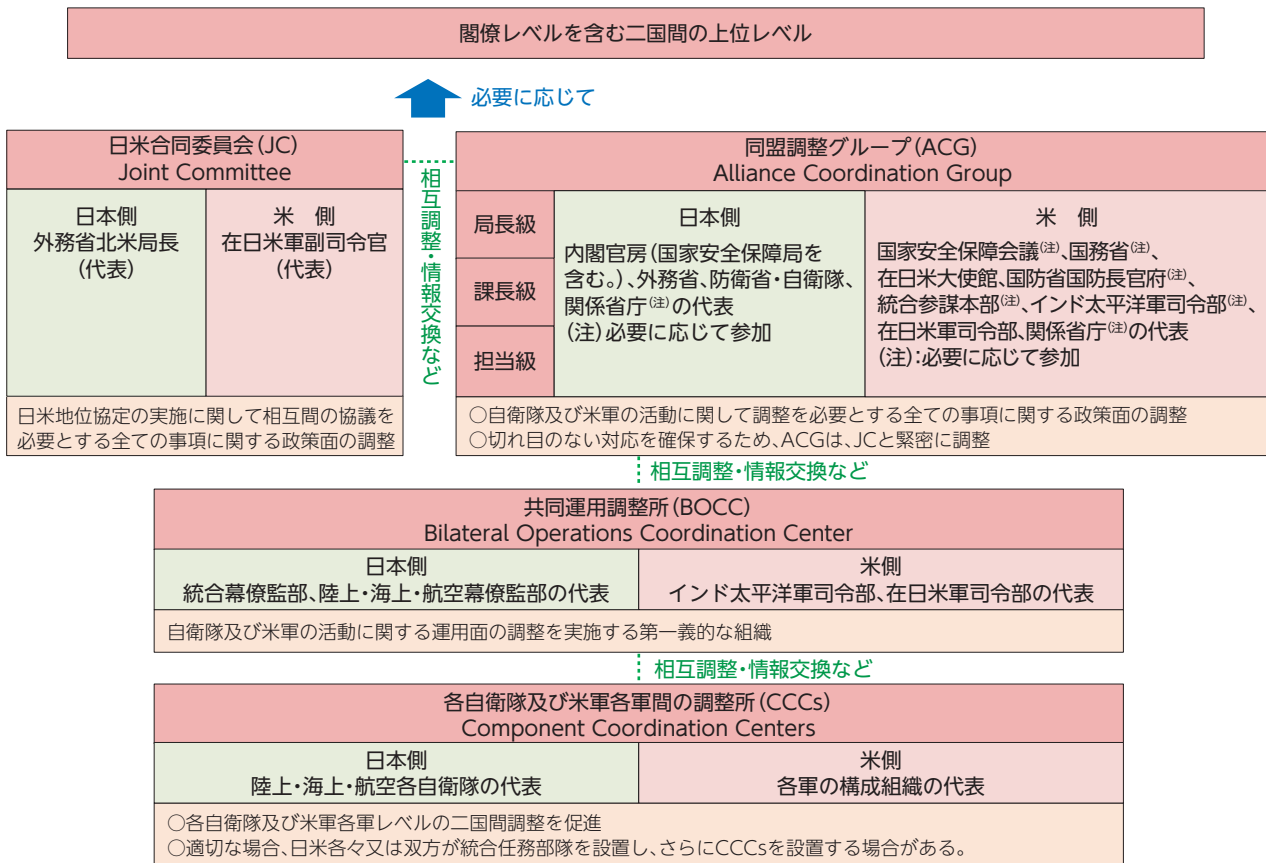 閣僚レベルを含む二国間の上位レベル
必要に応じて
日米合同委員会(JC)
Joint Committee
日本側
外務省北米局長
(代表)
米　側
在日米軍副司令官
(代表)
日米地位協定の実施に関して相互間の協議を
必要とする全ての事項に関する政策面の調整
相互調整・情報交換など
同盟調整グループ(ACG)
Alliance Coordination Group
局長級
課長級
担当級
日本側
内閣官房(国家安全保障局を
含む。)、外務省、防衛省・自衛隊、
関係省庁(注)の代表
(注)必要に応じて参加
米　側
国家安全保障会議(注)、国務省(注)、
在日米大使館、国防省国防長官府(注)、
統合参謀本部(注)、インド太平洋軍司令部(注)、
在日米軍司令部、関係省庁(注)の代表
(注):必要に応じて参加
○自衛隊及び米軍の活動に関して調整を必要とする全ての事項に関する政策面の調整
○切れ目のない対応を確保するため、ACGは、JCと緊密に調整
相互調整・情報交換など
共同運用調整所(BOCC)
Bilateral Operations Coordination Center
日本側
統合幕僚監部、陸上・海上・航空幕僚監部の代表
米側
インド太平洋軍司令部、在日米軍司令部の代表
自衛隊及び米軍の活動に関する運用面の調整を実施する第一義的な組織
相互調整・情報交換など
各自衛隊及び米軍各軍間の調整所(CCCs)
Component Coordination Centers
日本側
陸上・海上・航空各自衛隊の代表
米側
各軍の構成組織の代表
○各自衛隊及び米軍各軍レベルの二国間調整を促進
○適切な場合、日米各々又は双方が統合任務部隊を設置し、さらにCCCsを設置する場合がある。